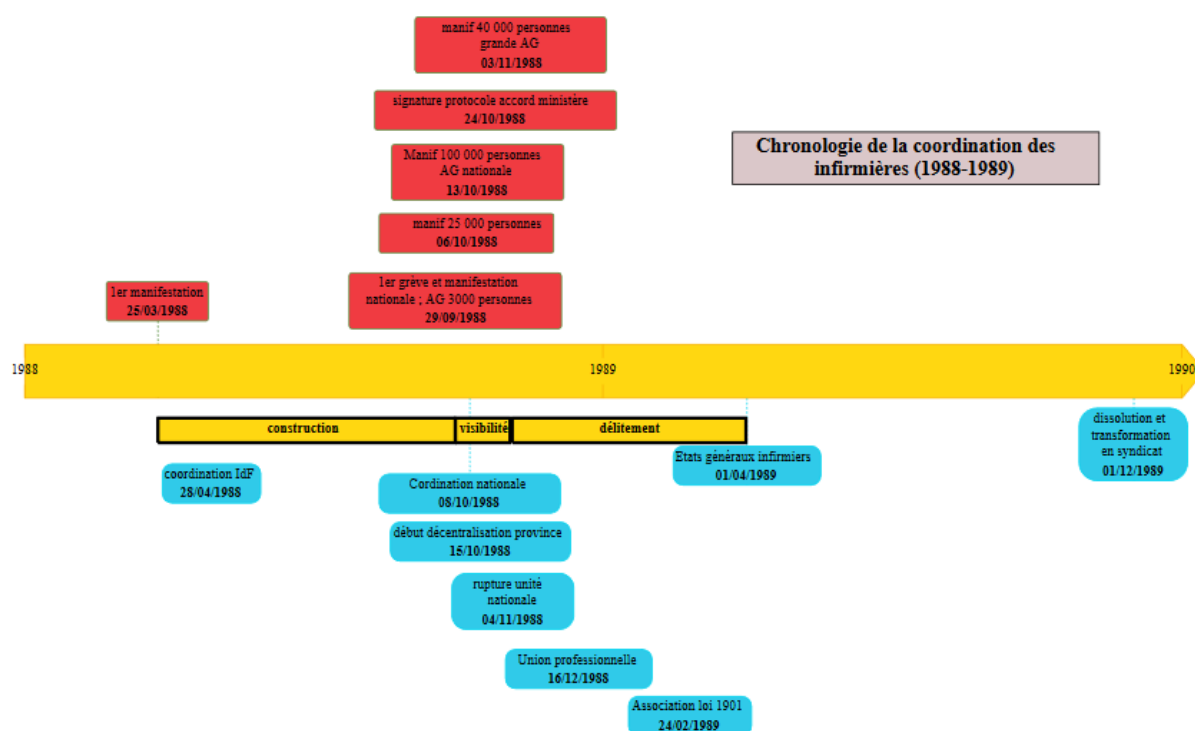 manif 40 000 personnes
grande AG
03/11/1988
signature protocole accord ministère
24/10/1988
Manif 100 000 personnes
AG nationale
13/10/1988
Chronologie de la coordination des
infirmières (1988-1989)
manif 25 000 personnes
06/10/1988
1er grève et manifestation
nationale ; AG 3000 personnes
29/09/1988
1er manifestation
25/03/1988
1988
1989
1990
construction
visibilité
délitement
dissolution et
transformation
en syndicat
01/12/1989
Etats généraux infirmiers
01/04/1989
coordination IdF
28/04/1988
Cordination nationale
08/10/1988
début décentralisation province
15/10/1988
rupture unité
nationale
04/11/1988
Union professionnelle
16/12/1988
Association loi 1901
24/02/1989